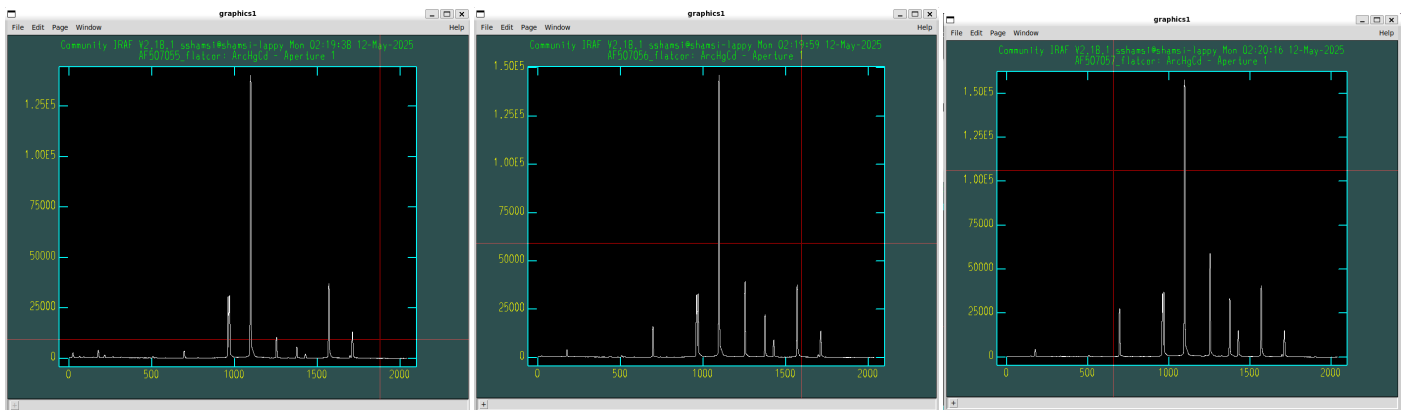 graphics1
File Edit Page Window Help
Community IRAF V2.18.1 sshamsi@shamsi-lappy Mon 02:19:38 12-May-2025
AF507055_flatcor: ArcHgCd - Aperture 1
1.25E5
1.00E5
75000
50000
25000
0
0 500 1000 1500 2000
graphics1
File Edit Page Window Help
Community IRAF V2.18.1 sshamsi@shamsi-lappy Mon 02:19:59 12-May-2025
AF507056_flatcor: ArcHgCd - Aperture 1
1.50E5
1.25E5
1.00E5
75000
50000
25000
0
0 500 1000 1500 2000
graphics1
File Edit Page Window Help
Community IRAF V2.18.1 sshamsi@shamsi-lappy Mon 02:20:16 12-May-2025
AF507057_flatcor: ArcHgCd - Aperture 1
1.50E5
1.25E5
1.00E5
75000
50000
25000
0
0 500 1000 1500 2000